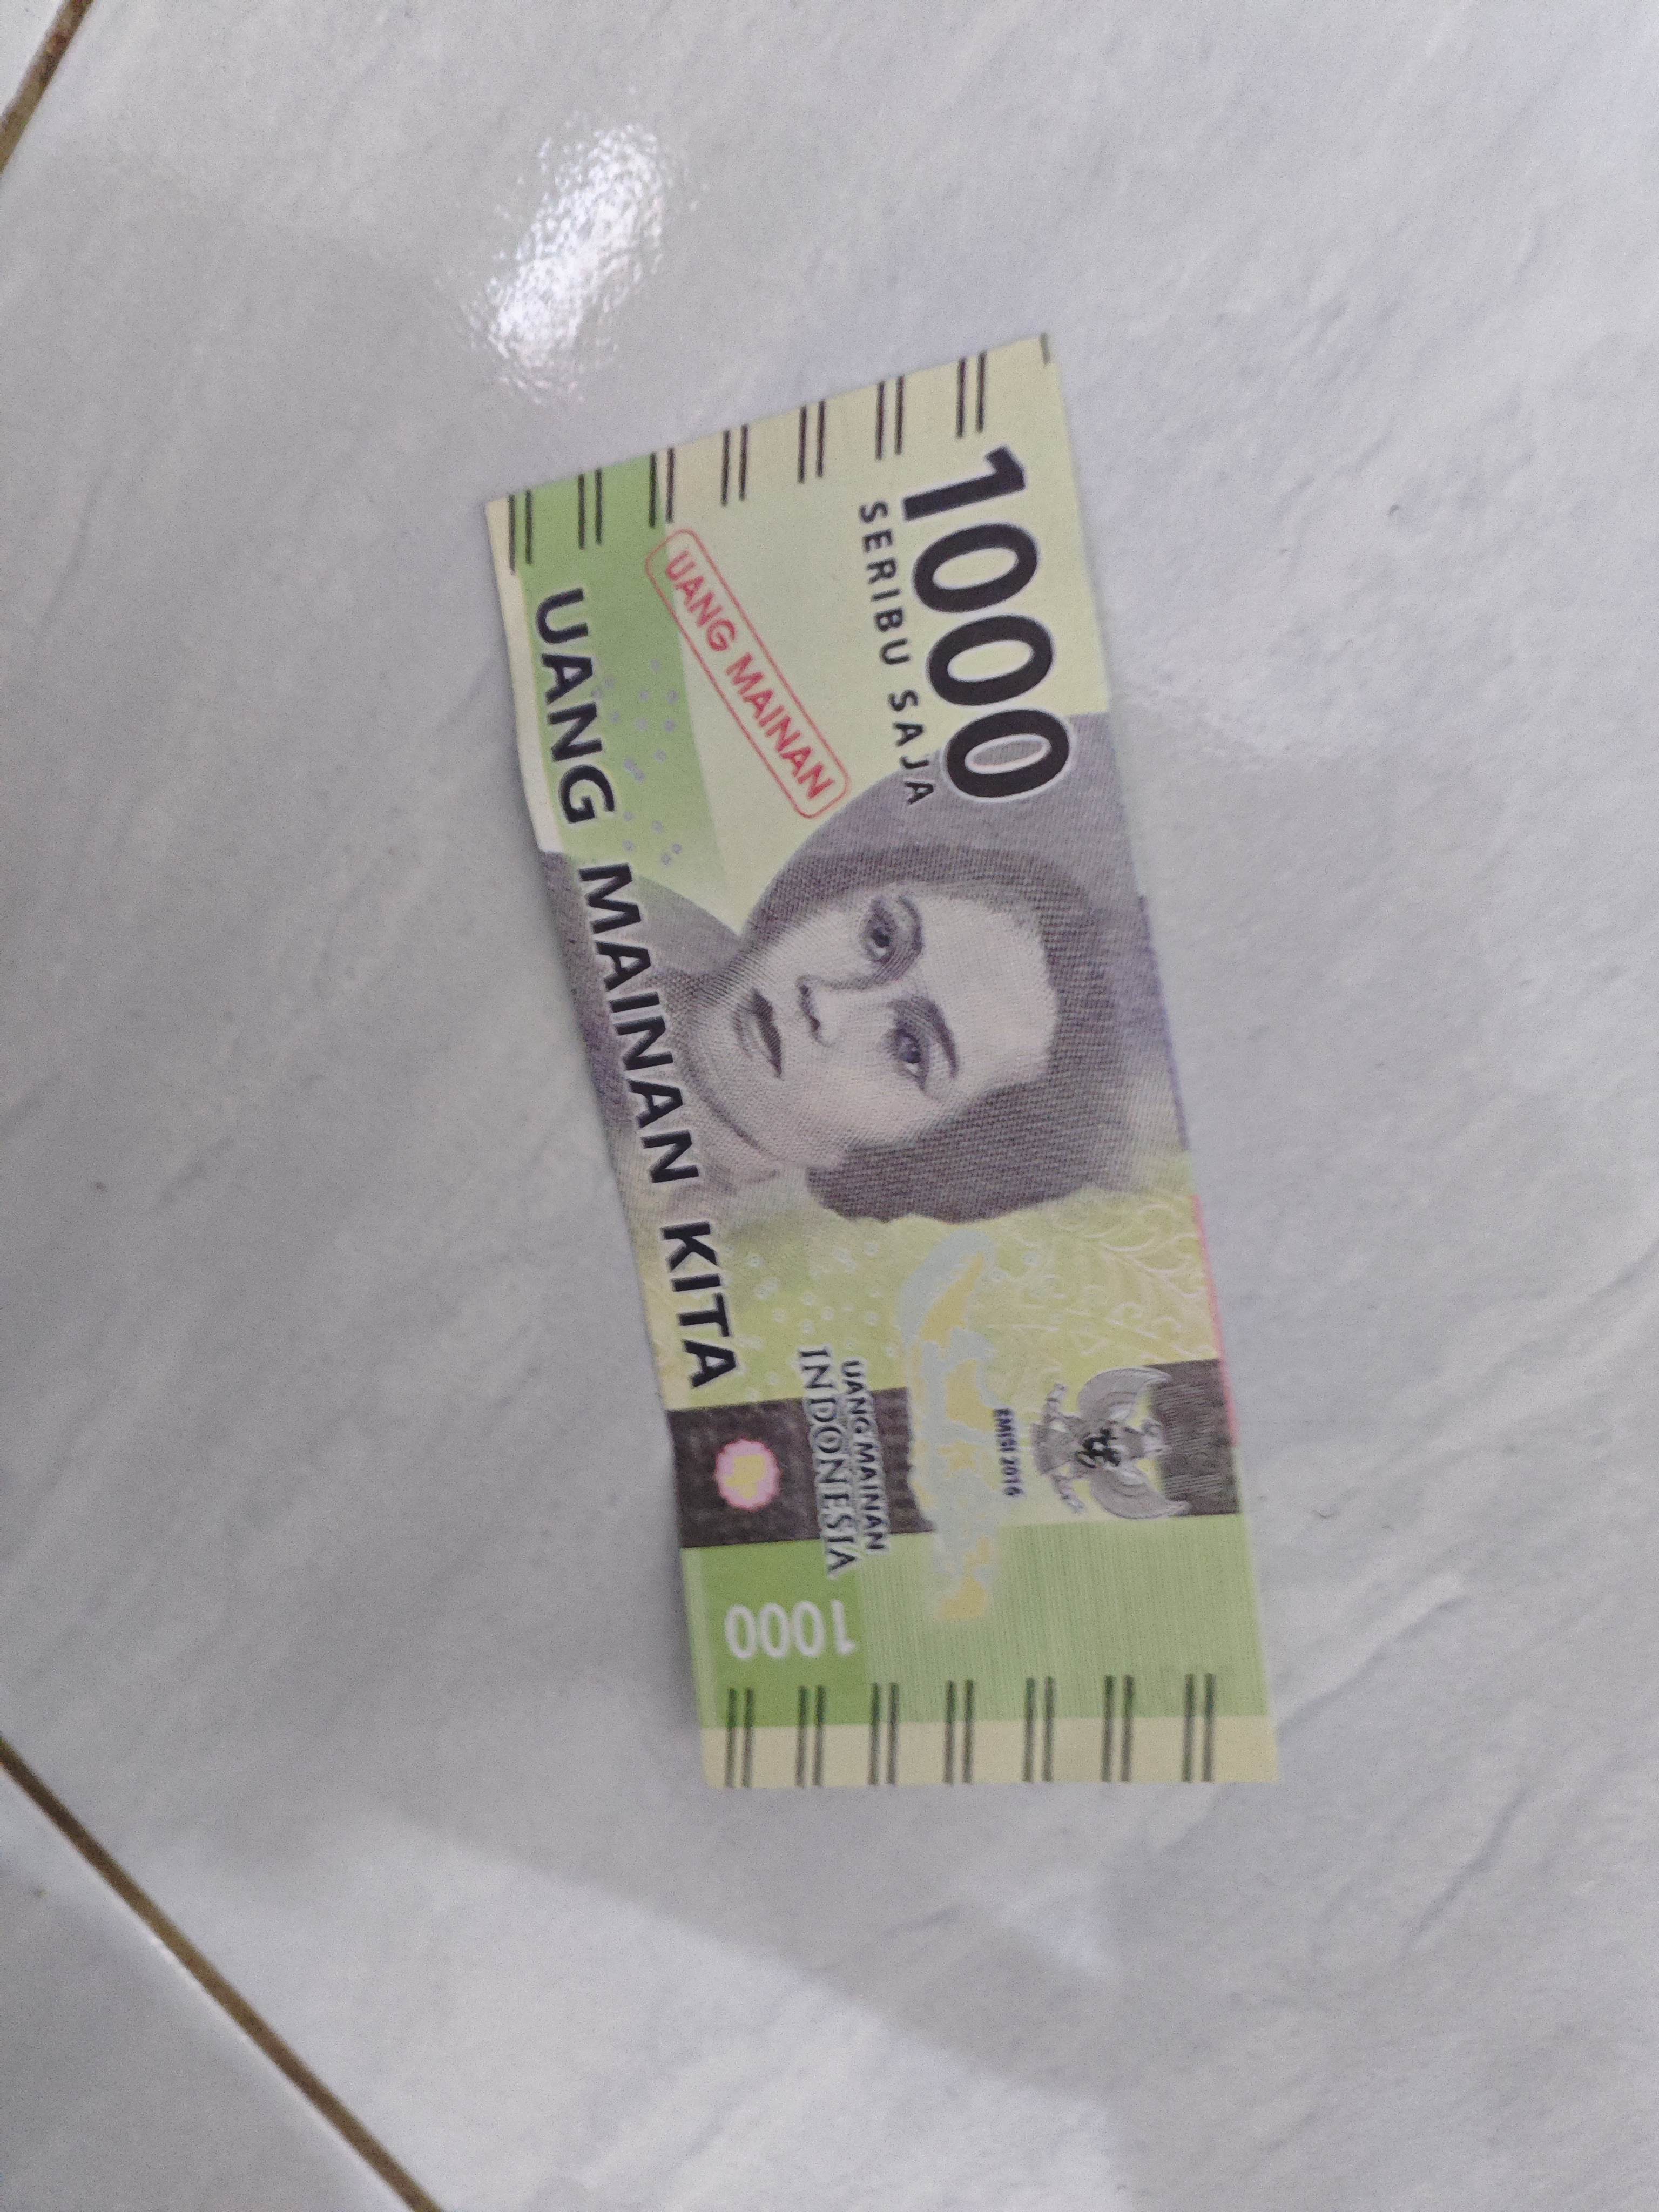 1000
SERIBU SAJA
UANG MAINAN
UANG MAINAN KITA
EMISI 2016
UANG MAINAN
INDONESIA
1000